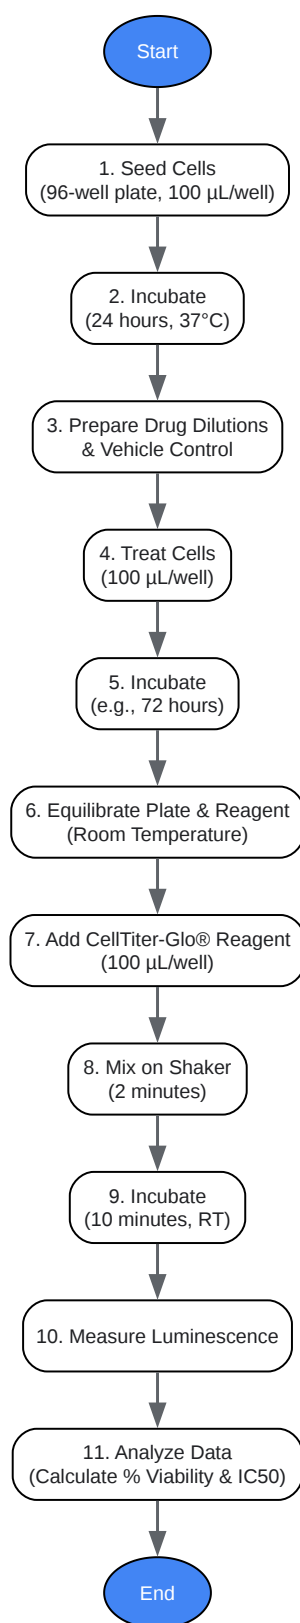 Start
1. Seed Cells
(96-well plate, 100 µL/well)
2. Incubate
(24 hours, 37°C)
3. Prepare Drug Dilutions
& Vehicle Control
4. Treat Cells
(100 µL/well)
5. Incubate
(e.g., 72 hours)
6. Equilibrate Plate & Reagent
(Room Temperature)
7. Add CellTiter-Glo® Reagent
(100 µL/well)
8. Mix on Shaker
(2 minutes)
9. Incubate
(10 minutes, RT)
10. Measure Luminescence
11. Analyze Data
(Calculate % Viability & IC50)
End